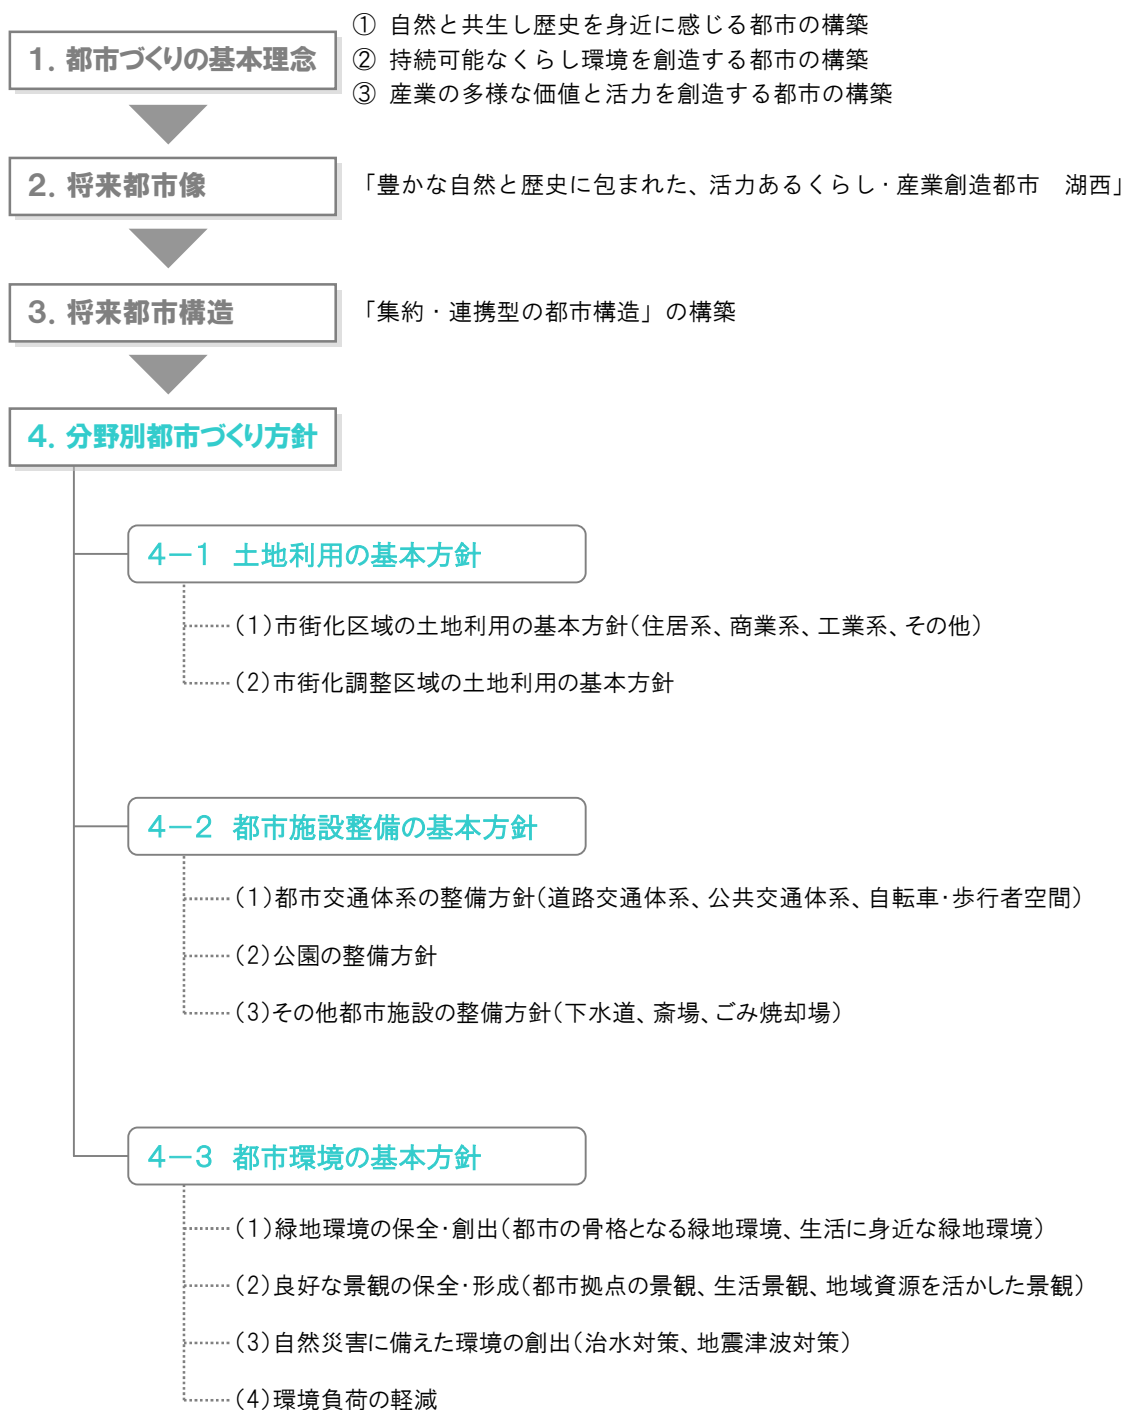 ① 自然と共生し歴史を身近に感じる都市の構築
1. 都市づくりの基本理念
② 持続可能なくらし環境を創造する都市の構築
③ 産業の多様な価値と活力を創造する都市の構築
2. 将来都市像
「豊かな自然と歴史に包まれた、活力あるくらし・産業創造都市　湖西」
3. 将来都市構造
「集約・連携型の都市構造」の構築
4. 分野別都市づくり方針
4－1 土地利用の基本方針
(1)市街化区域の土地利用の基本方針(住居系、商業系、工業系、その他)
(2)市街化調整区域の土地利用の基本方針
4－2 都市施設整備の基本方針
(1)都市交通体系の整備方針(道路交通体系、公共交通体系、自転車・歩行者空間)
(2)公園の整備方針
(3)その他都市施設の整備方針(下水道、斎場、ごみ焼却場)
4－3 都市環境の基本方針
(1)緑地環境の保全・創出(都市の骨格となる緑地環境、生活に身近な緑地環境)
(2)良好な景観の保全・形成(都市拠点の景観、生活景観、地域資源を活かした景観)
(3)自然災害に備えた環境の創出(治水対策、地震津波対策)
(4)環境負荷の軽減